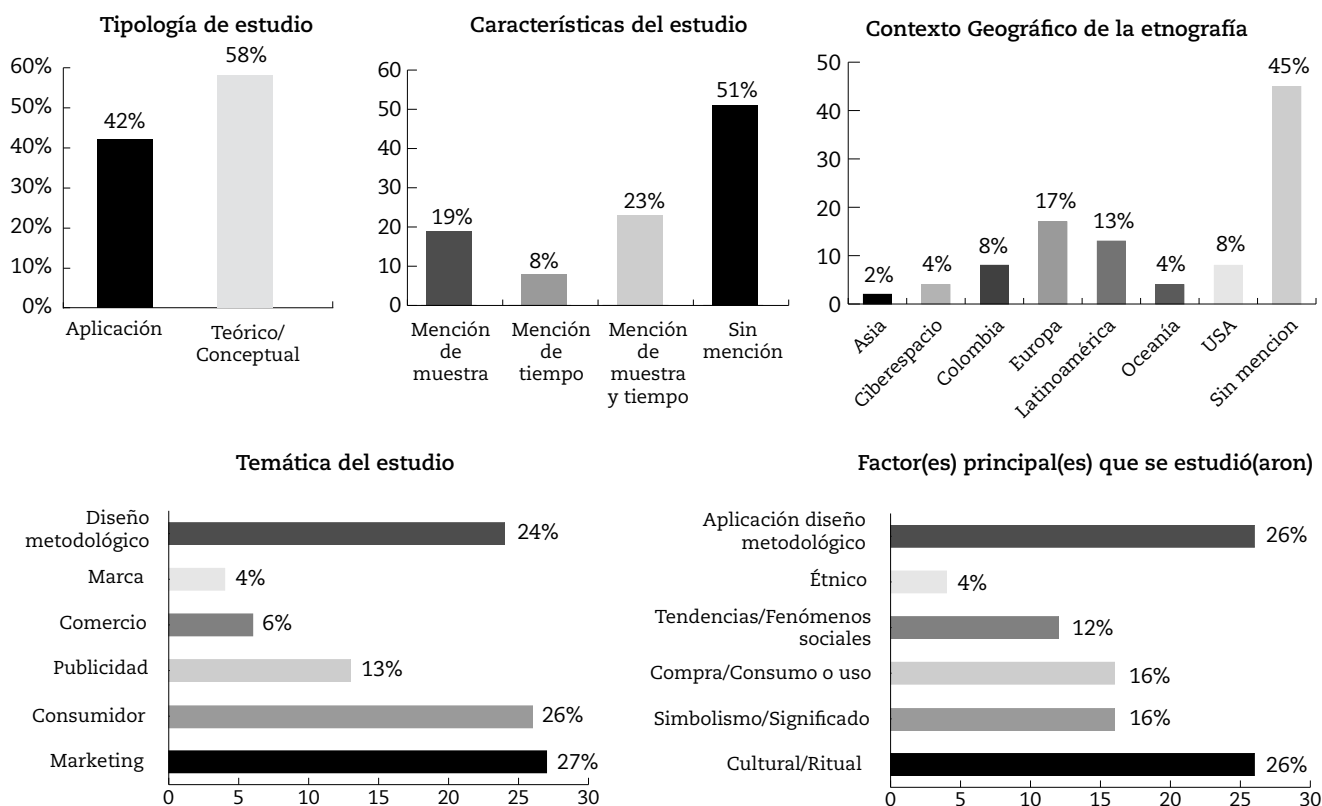 Tipología de estudio
60%
50%
40%
30%
20%
10%
0%
42%
58%
Aplicación
Teórico/
Conceptual
Características del estudio
60
50
40
30
20
10
0
19%
8%
23%
51%
Mención
de
muestra
Mención
de
tiempo
Mención
de
muestra
y tiempo
Sin
mención
Contexto Geográfico de la etnografía
50
40
30
20
10
0
2%
4%
8%
17%
13%
4%
8%
45%
Asia
Ciberespacio
Colombia
Europa
Latinoamérica
Oceanía
USA
Sin mencion
Temática del estudio
Diseño
metodológico
24%
Marca
4%
Comercio
6%
Publicidad
13%
Consumidor
26%
Marketing
27%
0 5 10 15 20 25 30
Factor(es) principal(es) que se estudió(aron)
Aplicación diseño
metodológico
26%
Étnico
4%
Tendencias/Fenómenos
sociales
12%
Compra/Consumo o uso
16%
Simbolismo/Significado
16%
Cultural/Ritual
26%
0 5 10 15 20 25 30